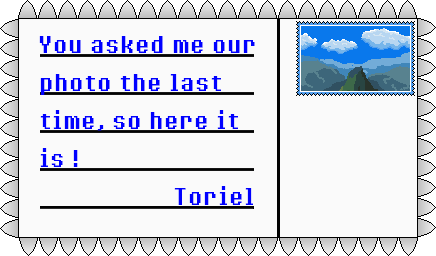 You asked me our
photo the last
time, so here it
is !
Toriel